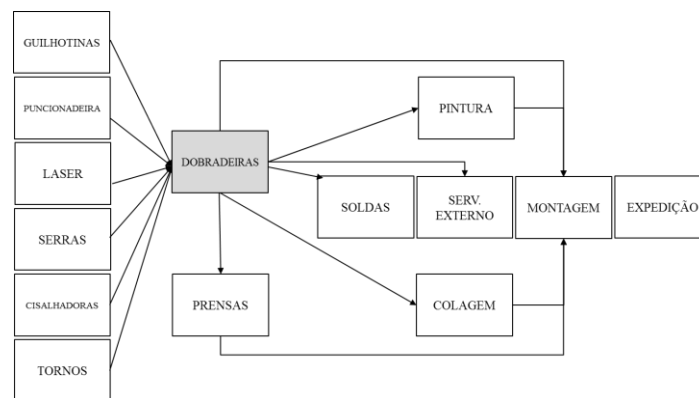 GUILHOTINAS
PUNCIONADEIRA
LASER
SERRAS
CISALHADORAS
TORNOS
DOBRADEIRAS
PRENSAS
PINTURA
SOLDAS
SERV.
EXTERNO
MONTAGEM
EXPEDIÇÃO
COLAGEM